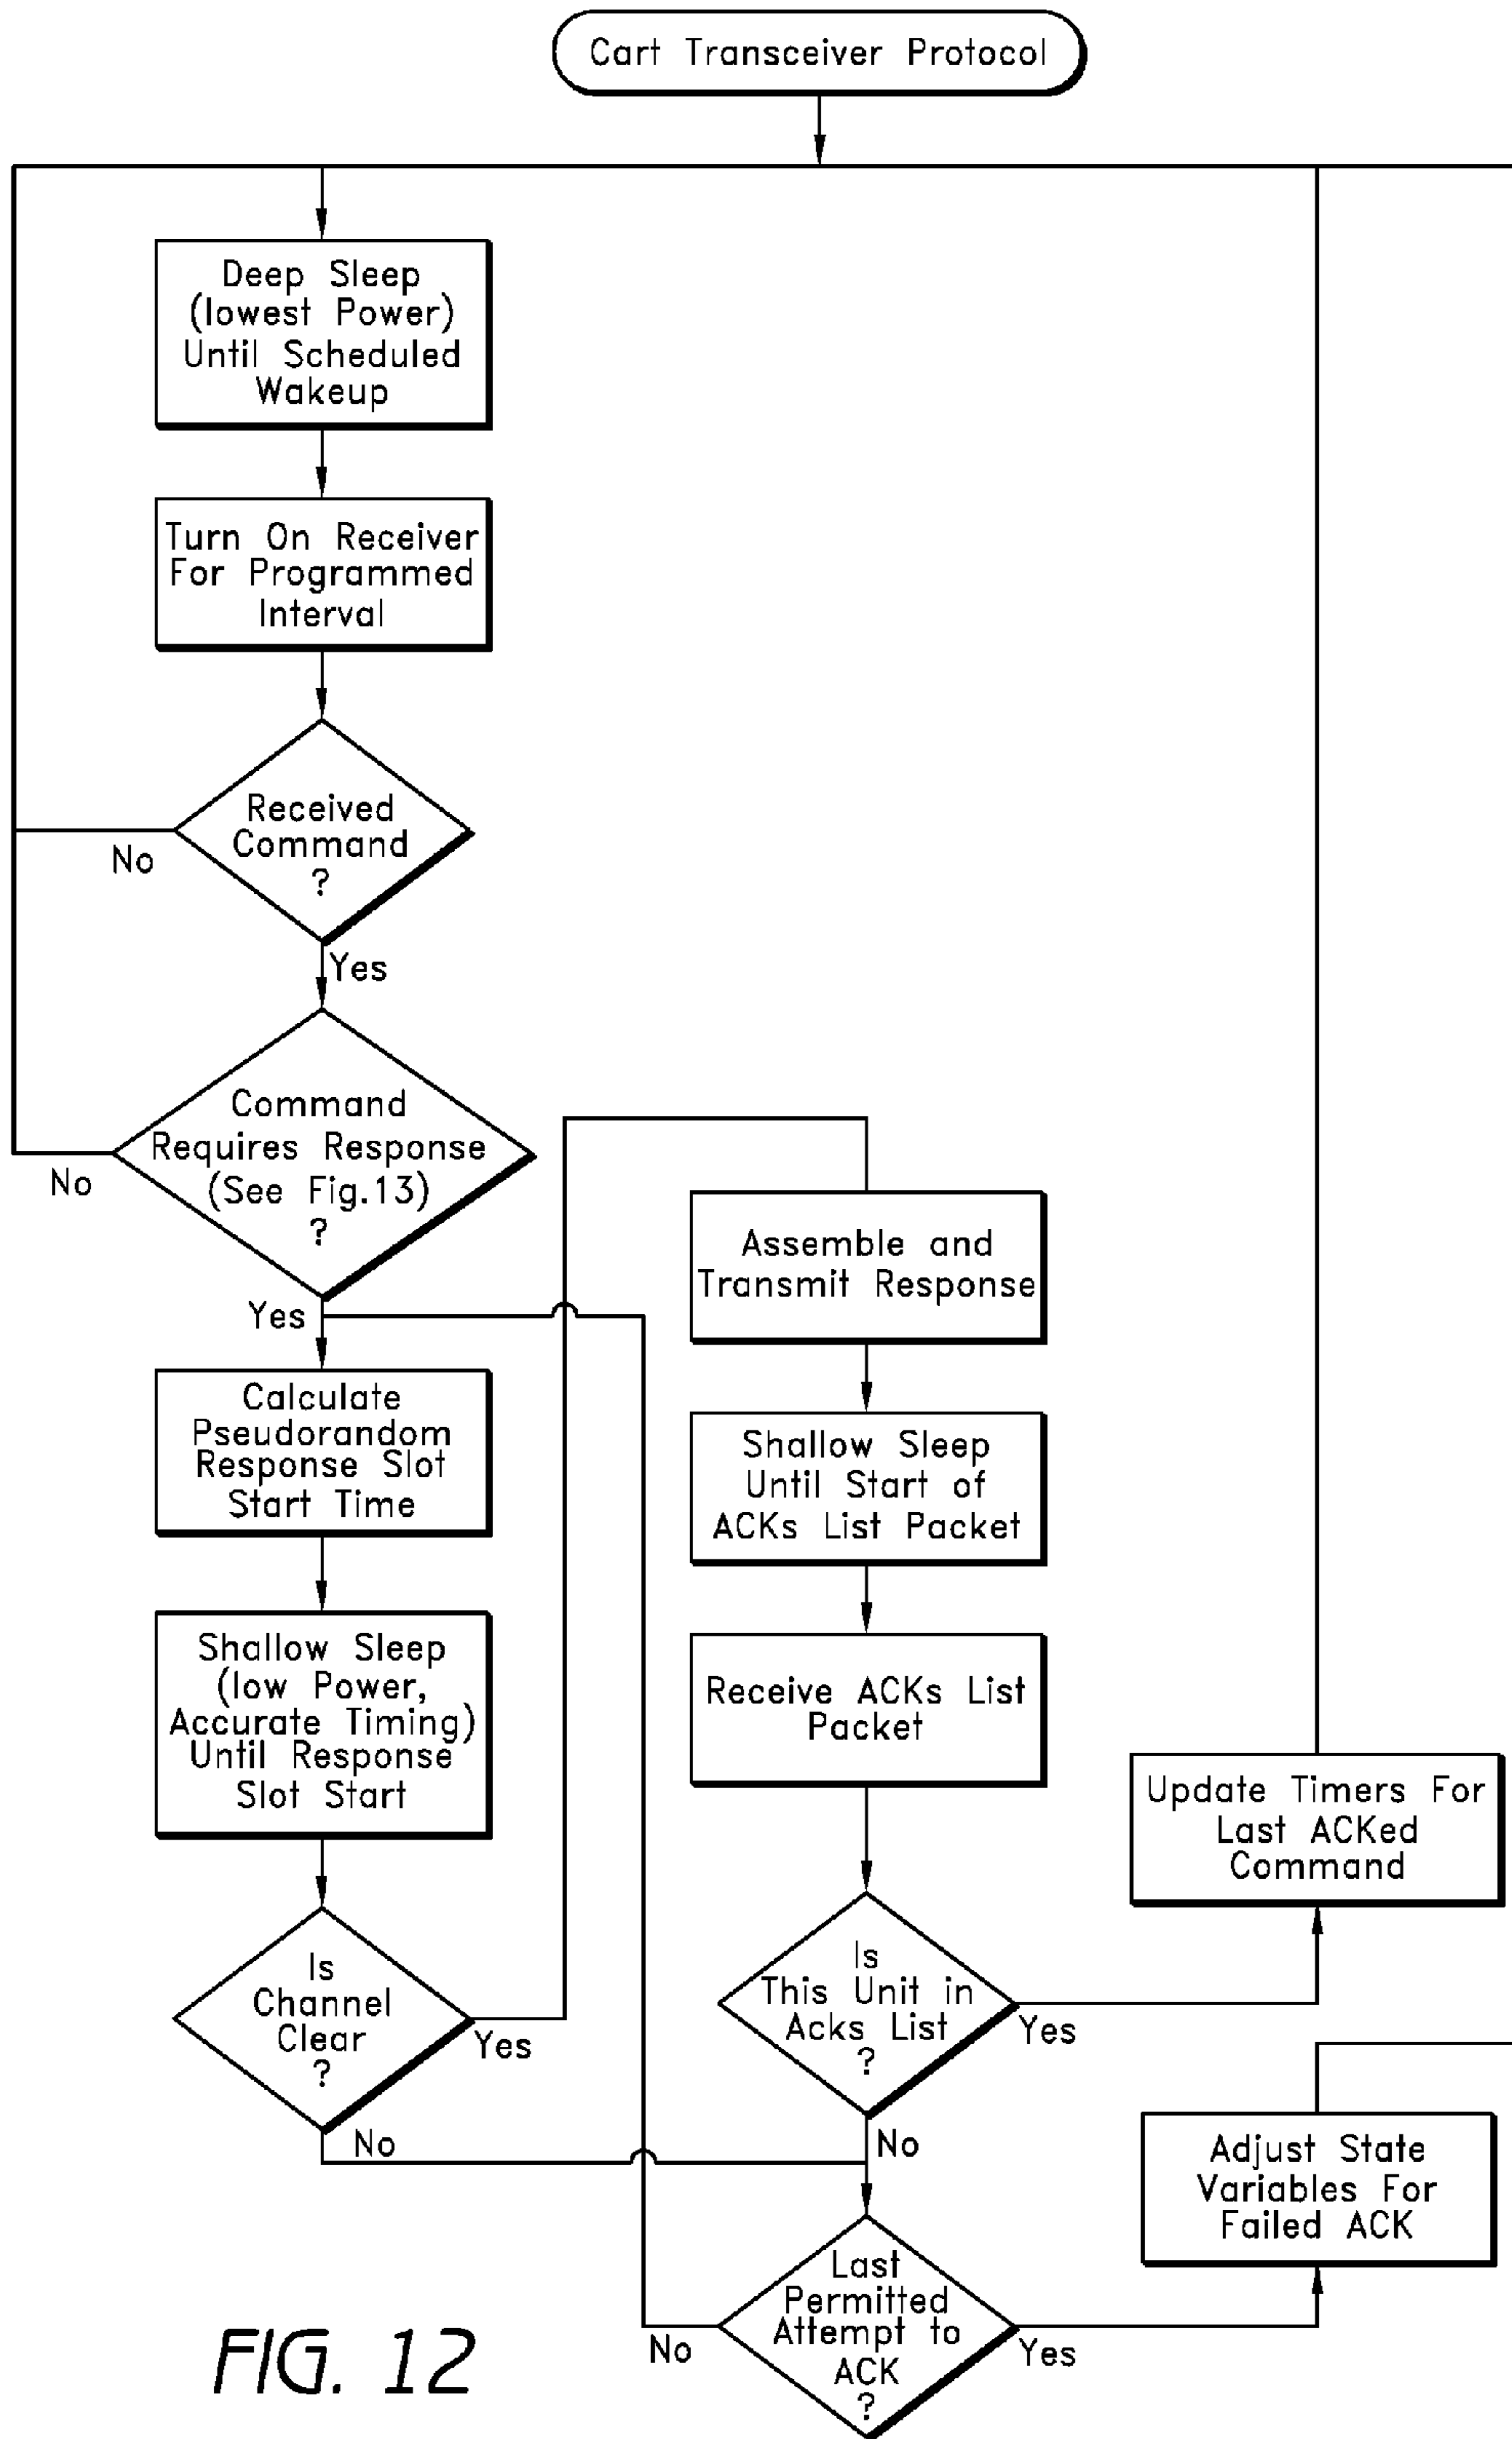 Cart Transceiver Protocol
Deep Sleep
(lowest Power)
Until Scheduled
Wakeup
Turn On Receiver
For Programmed
Interval
Received
Command
?
No
Yes
Command
Requires Response
(See Fig.13)
?
No
Yes
Calculate
Pseudorandom
Response Slot
Start Time
Shallow Sleep
(low Power,
Accurate Timing)
Until Response
Slot Start
Is
Channel
Clear
?
Yes
No
Assemble and
Transmit Response
Shallow Sleep
Until Start of
ACKs List Packet
Receive ACKs List
Packet
Is
This Unit in
Acks List
?
Yes
No
Last
Permitted
Attempt to
ACK
?
No
Yes
Update Timers For
Last ACKed
Command
Adjust State
Variables For
Failed ACK
FIG. 12